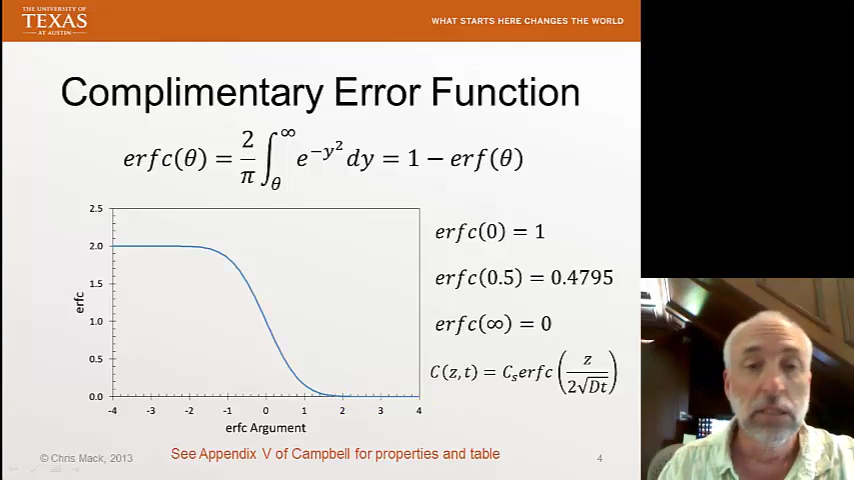 THE UNIVERSITY OF
TEXAS
AT AUSTIN
WHAT STARTS HERE CHANGES THE WORLD
Complimentary Error Function
erfc(θ) = 2/π ∫_θ^∞ e^{-y²} dy = 1 − erf(θ)
2.5
2.0
1.5
1.0
0.5
0.0
erfc
-4 -3 -2 -1 0 1 2 3 4
erfc Argument
erfc(0) = 1
erfc(0.5) = 0.4795
erfc(∞) = 0
C(z, t) = C_s erfc (z / 2√Dt)
© Chris Mack, 2013
See Appendix V of Campbell for properties and table
4